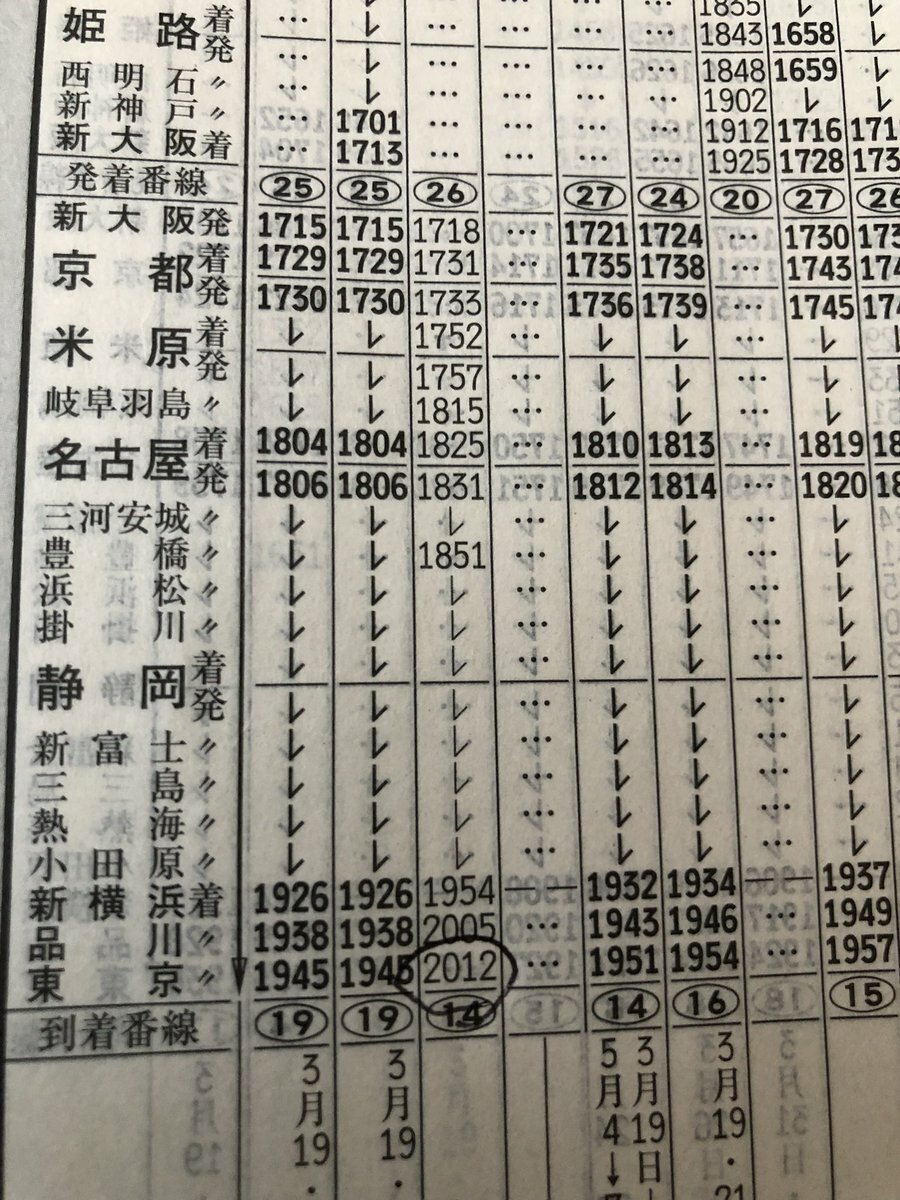 … ↓ … … … … 1835 ↓
姫路 着発 … ↓ … … … … 1843 1658 ↓
西明石 〃 … ↓ … … … … 1848 1659 ↓
新神戸 〃 … ↓ … … … … 1902 ↓ ↓
新大阪 着 … 1701 … … … … 1912 1716
… 1713 … … … … 1925 1728
発着番線 25 25 26 27 24 20 27 26
新大阪 発 1715 1715 1718 … 1721 1724 … 1730
京都 着 1729 1729 1731 … 1735 1738 … 1743
発 1730 1730 1733 … 1736 1739 … 1745
米原 着 ↓ ↓ 1752 … ↓ ↓ … ↓
発 ↓ ↓ 1757 … ↓ ↓ … ↓
岐阜羽島 〃 ↓ ↓ 1815 … ↓ ↓ … ↓
名古屋 着 1804 1804 1825 … 1810 1813 … 1819
発 1806 1806 1831 … 1812 1814 … 1820
三河安城 〃 ↓ ↓ ↓ … ↓ ↓ … ↓
豊橋 〃 ↓ ↓ 1851 … ↓ ↓ … ↓
浜松 〃 ↓ ↓ ↓ … ↓ ↓ … ↓
掛川 〃 ↓ ↓ ↓ … ↓ ↓ … ↓
静岡 着 ↓ ↓ ↓ … ↓ ↓ … ↓
発 ↓ ↓ ↓ … ↓ ↓ … ↓
新富士 〃 ↓ ↓ ↓ … ↓ ↓ … ↓
三島 〃 ↓ ↓ ↓ … ↓ ↓ … ↓
熱海 〃 ↓ ↓ ↓ … ↓ ↓ … ↓
小田原 〃 ↓ ↓ ↓ … ↓ ↓ … ↓
新横浜 着 1926 1926 1954 — 1932 1934 — 1937
品川 〃 1938 1938 2005 … 1943 1946 … 1949
東京 〃 1945 1945 2012 … 1951 1954 … 1957
到着番線 19 19 14 14 16 15
3月19・
3月19・
5月4↓
3月19日
3月19・21